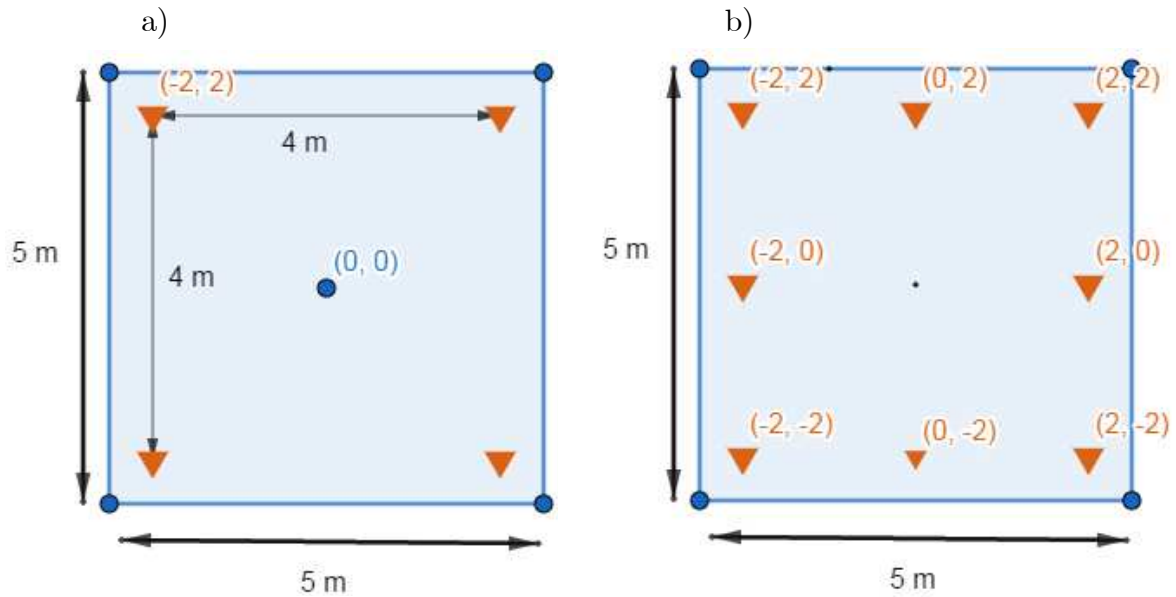 a)
(-2, 2)
4 m
5 m
(0, 0)
4 m
5 m
b)
(-2, 2)
(0, 2)
(2, 2)
5 m
(-2, 0)
(2, 0)
(-2, -2)
(0, -2)
(2, -2)
5 m